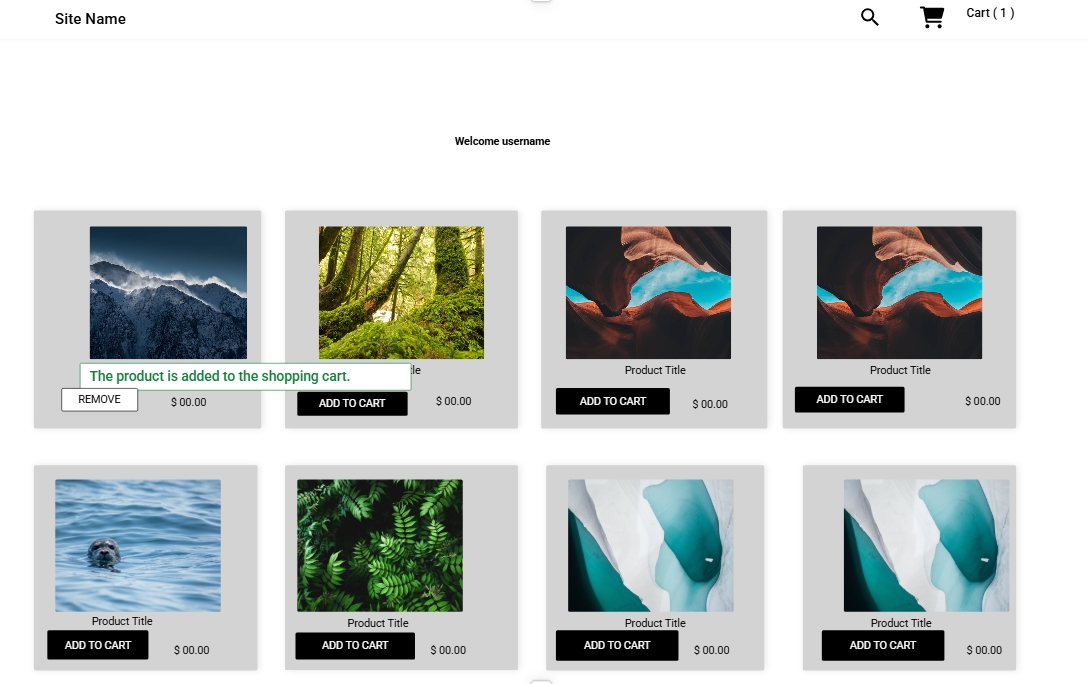 Site Name
Cart ( 1 )
Welcome username
The product is added to the shopping cart.
Product Title
Product Title
REMOVE
$ 00.00
ADD TO CART
$ 00.00
ADD TO CART
$ 00.00
ADD TO CART
$ 00.00
Product Title
Product Title
Product Title
Product Title
ADD TO CART
$ 00.00
ADD TO CART
$ 00.00
ADD TO CART
$ 00.00
ADD TO CART
$ 00.00